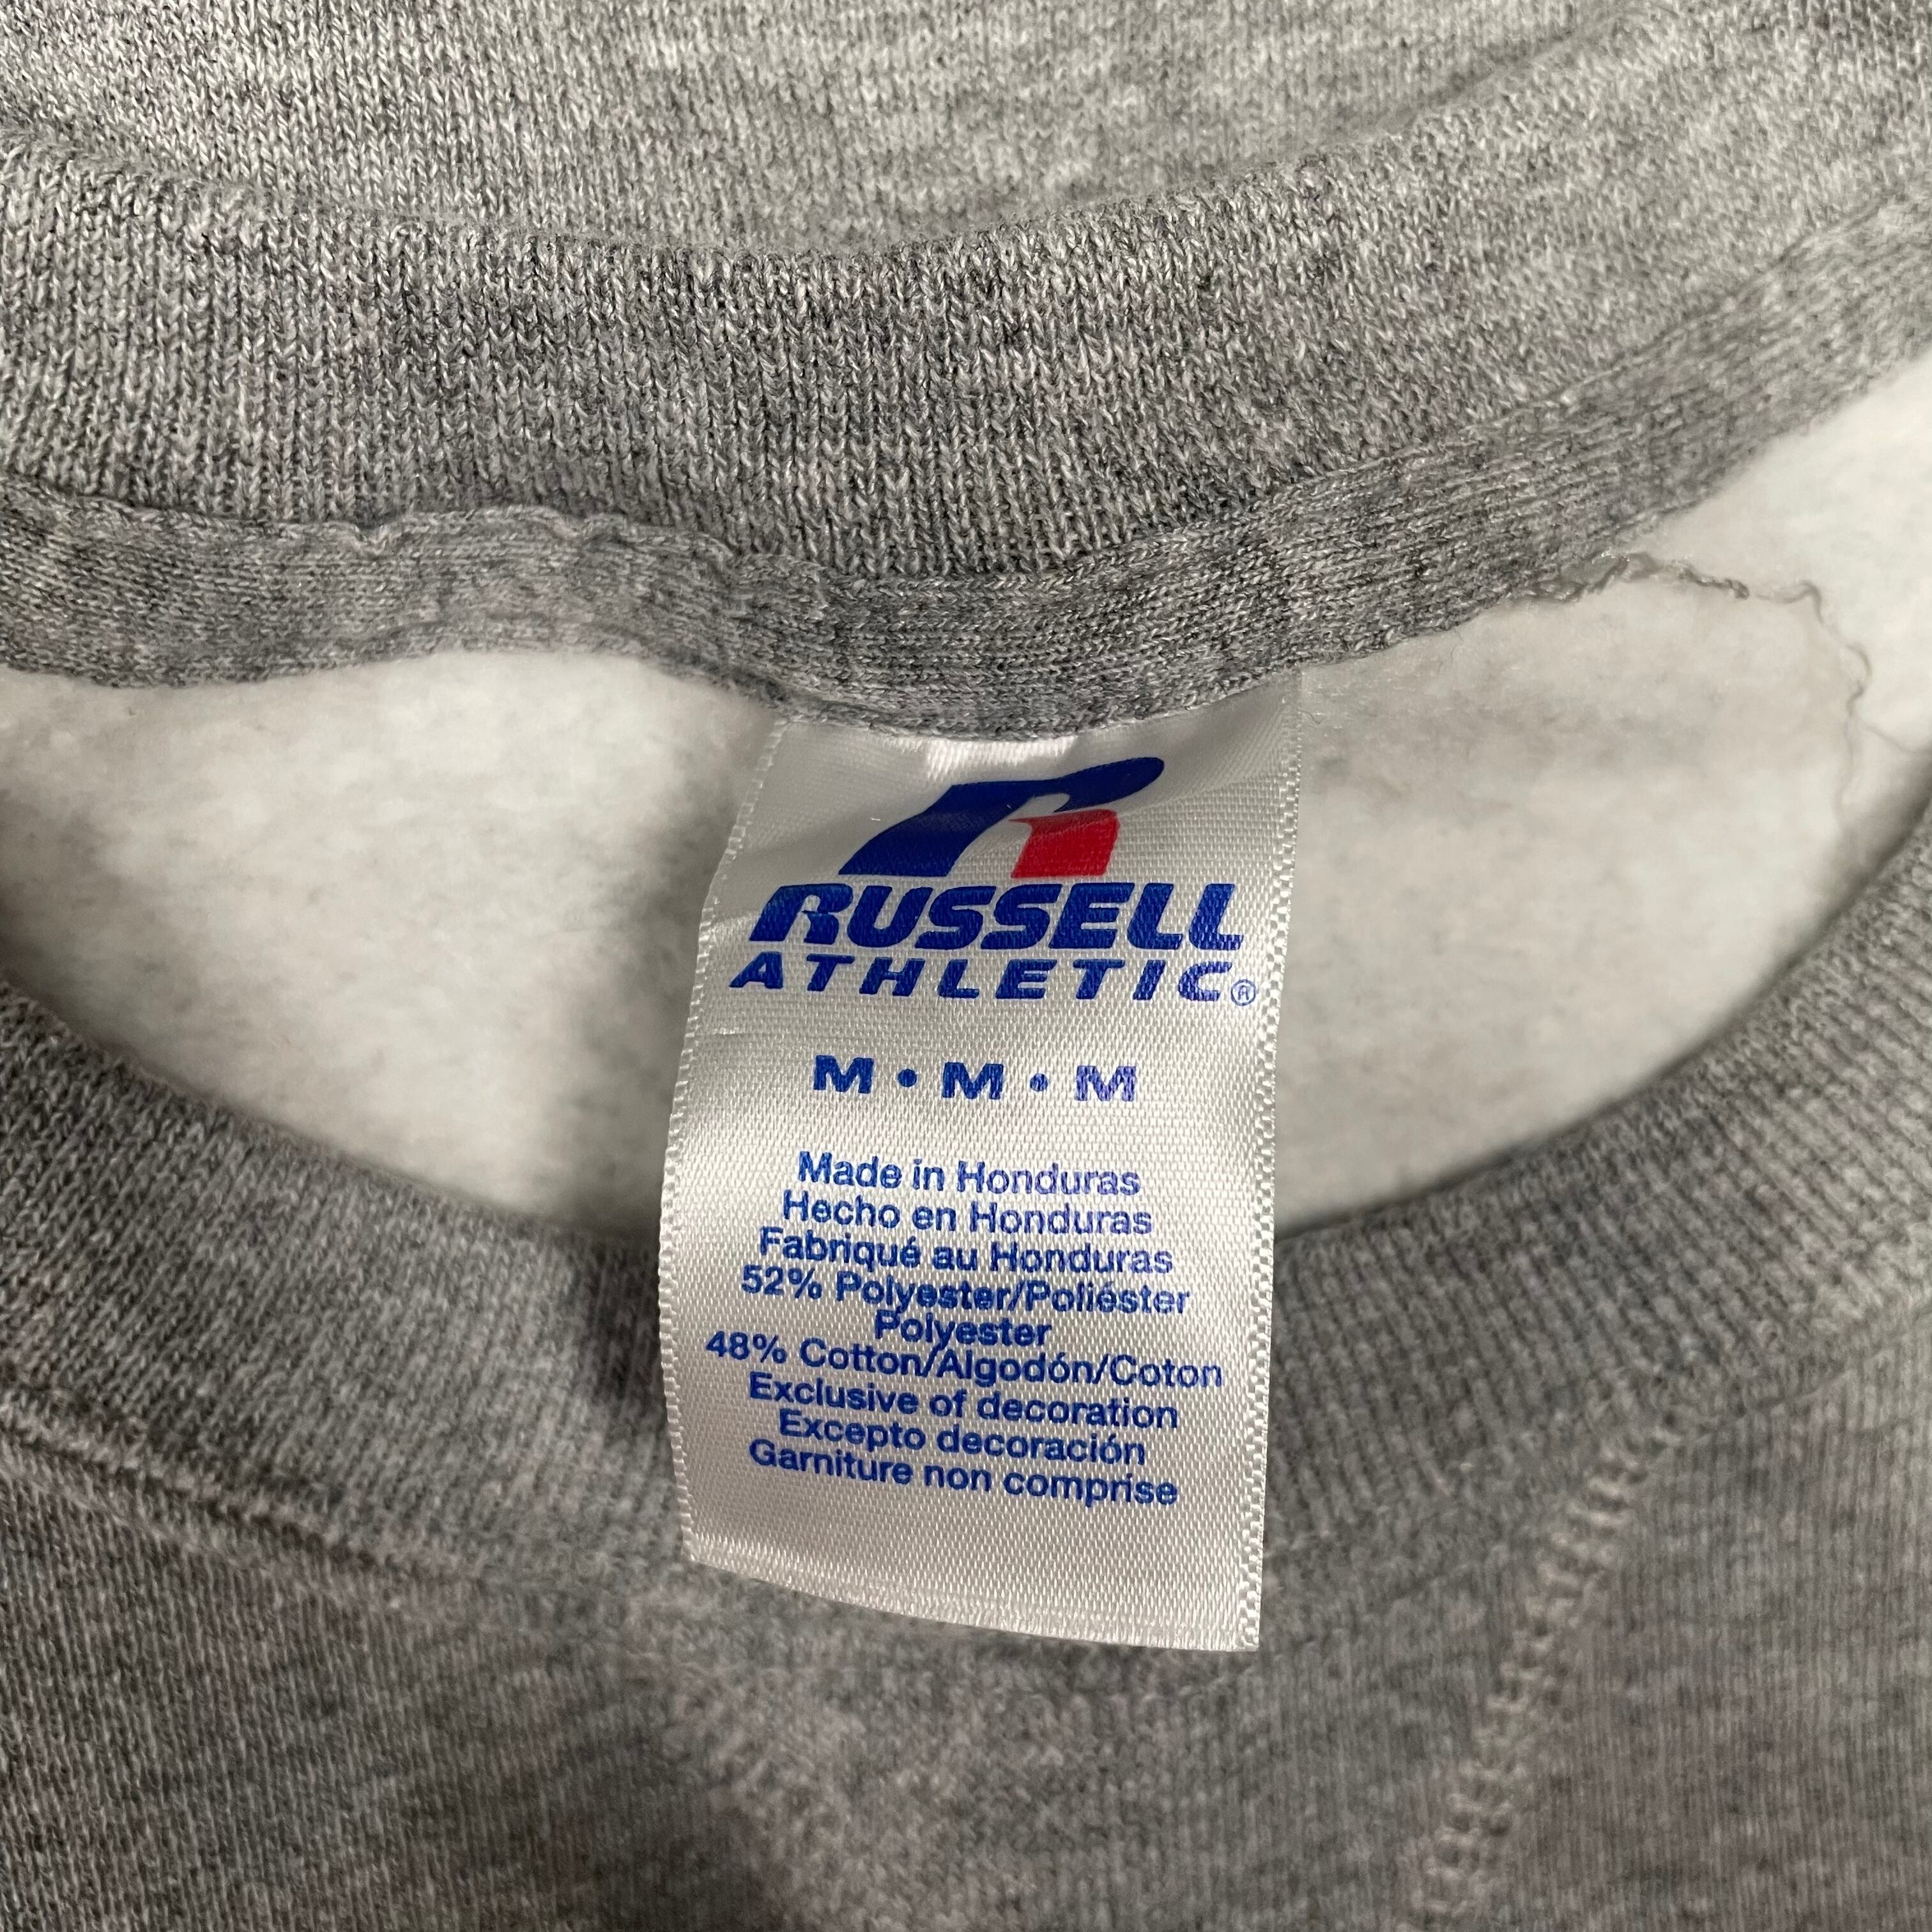 R
RUSSELL
ATHLETIC®
M • M • M
Made in Honduras
Hecho en Honduras
Fabriqué au Honduras
52% Polyester/Poliéster
Polyester
48% Cotton/Algodón/Coton
Exclusive of decoration
Excepto decoración
Garniture non comprise